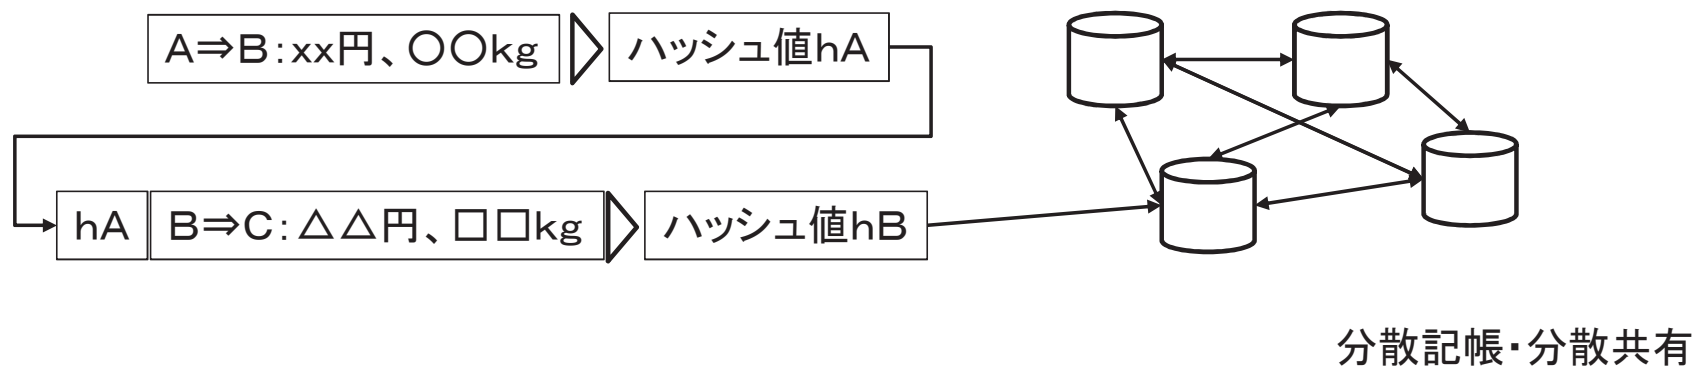 A⇒B:xx円、〇〇kg
ハッシュ値hA
hA
B⇒C:△△円、□□kg
ハッシュ値hB
分散記帳・分散共有